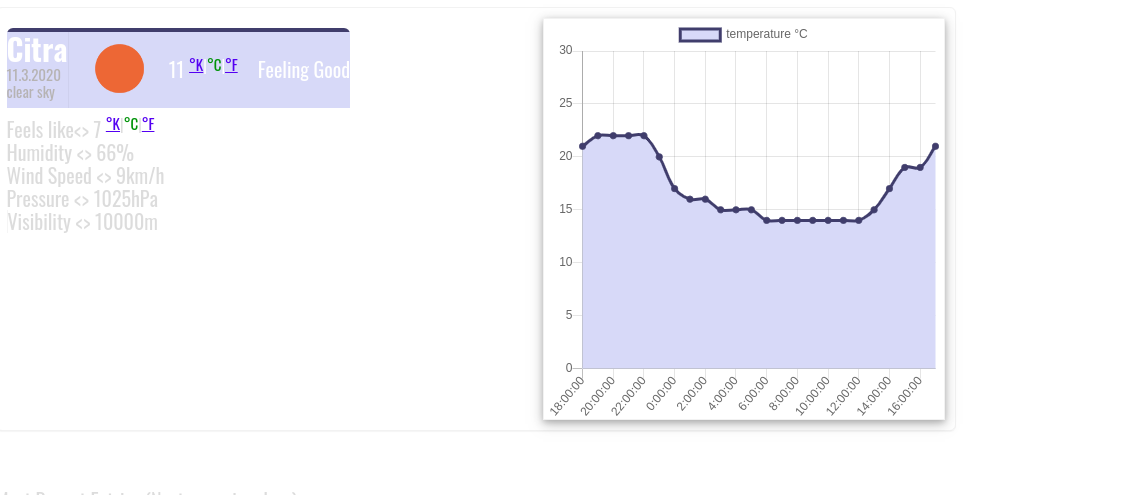 Citra
11.3.2020
clear sky
11 °K|°C|°F
Feeling Good
Feels like<> 7 °K|°C|°F
Humidity <> 66%
Wind Speed <> 9km/h
Pressure <> 1025hPa
Visibility <> 10000m
temperature °C
30
25
20
15
10
5
0
18:00:00
20:00:00
22:00:00
0:00:00
2:00:00
4:00:00
6:00:00
8:00:00
10:00:00
12:00:00
14:00:00
16:00:00